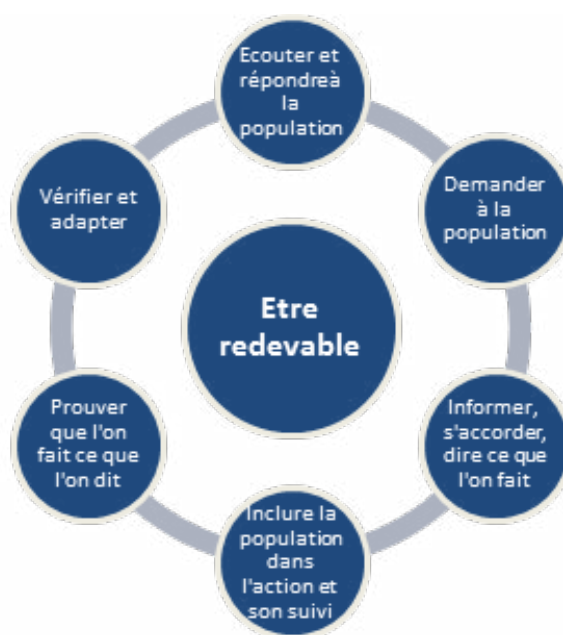 Ecouter et
répondreà
la
population
Demander
à la
population
Informer,
s'accorder,
dire ce que
l'on fait
Inclure la
population
dans
l'action et
son suivi
Prouver
que l'on
fait ce que
l'on dit
Vérifier et
adapter
Etre
redevable